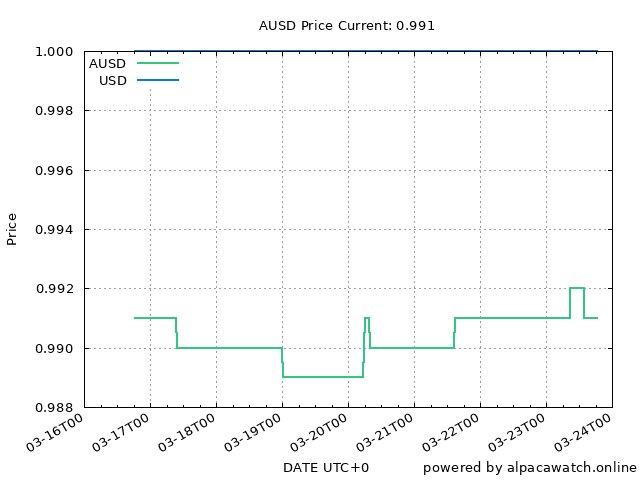 AUSD Price Current: 0.991
1.000
AUSD
USD
0.998
0.996
0.994
Price
0.992
0.990
0.988
03-16T00
03-17T00
03-18T00
03-19T00
03-20T00
03-21T00
03-22T00
03-23T00
03-24T00
DATE UTC+0
powered by alpacawatch.online